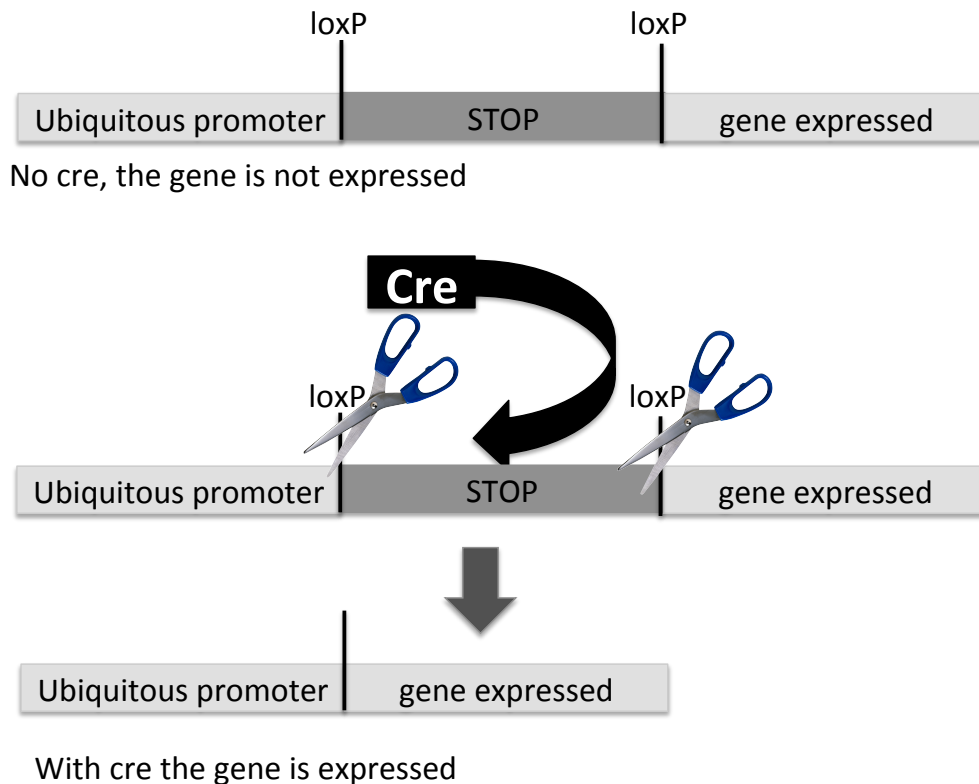 loxP loxP
Ubiquitous promoter STOP gene expressed
No cre, the gene is not expressed
Cre
loxP loxP
Ubiquitous promoter STOP gene expressed
Ubiquitous promoter gene expressed
With cre the gene is expressed